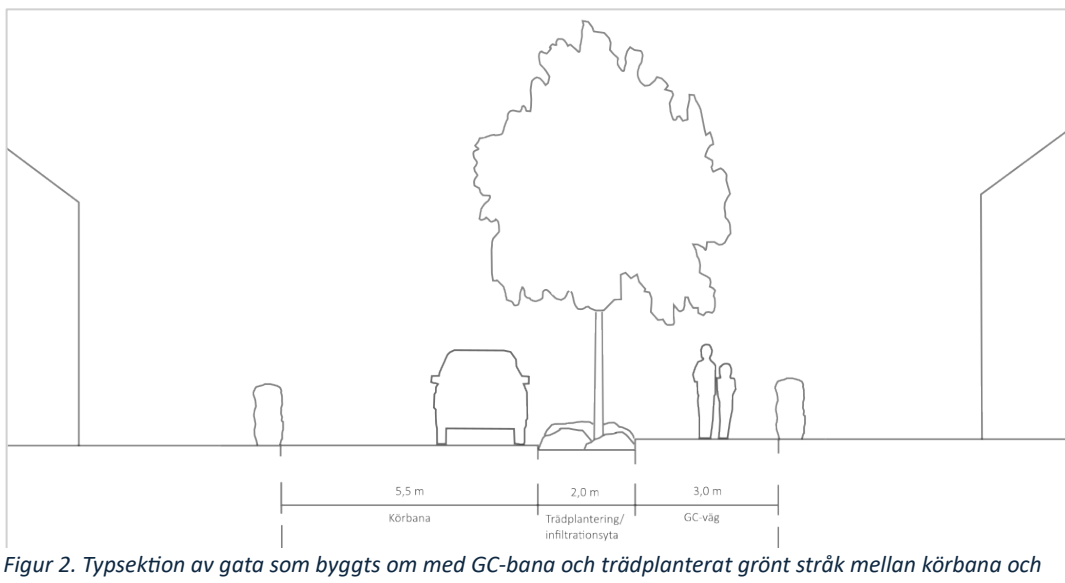 5,5 m
2,0 m
3,0 m
Körbana
Trädplantering/
infiltrationsyta
GC-väg
Figur 2. Typsektion av gata som byggts om med GC-bana och trädplanterat grönt stråk mellan körbana och